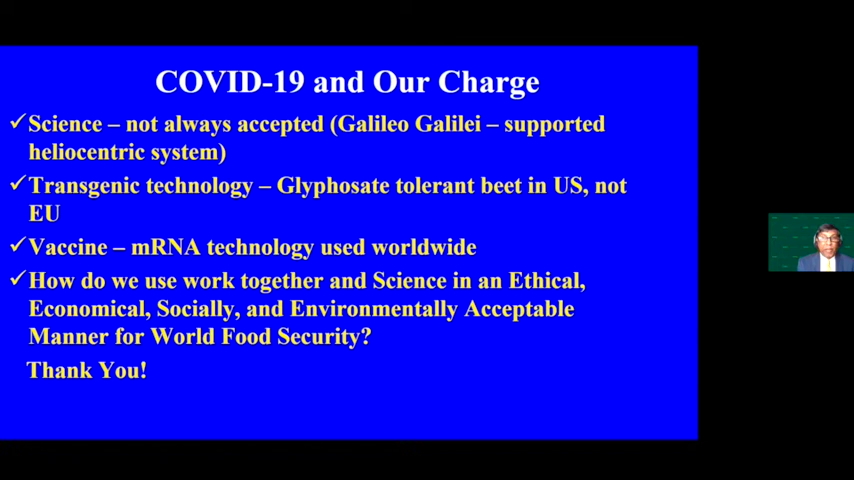 COVID-19 and Our Charge
✓Science – not always accepted (Galileo Galilei – supported
heliocentric system)
✓Transgenic technology – Glyphosate tolerant beet in US, not
EU
✓Vaccine – mRNA technology used worldwide
✓How do we use work together and Science in an Ethical,
Economical, Socially, and Environmentally Acceptable
Manner for World Food Security?
Thank You!